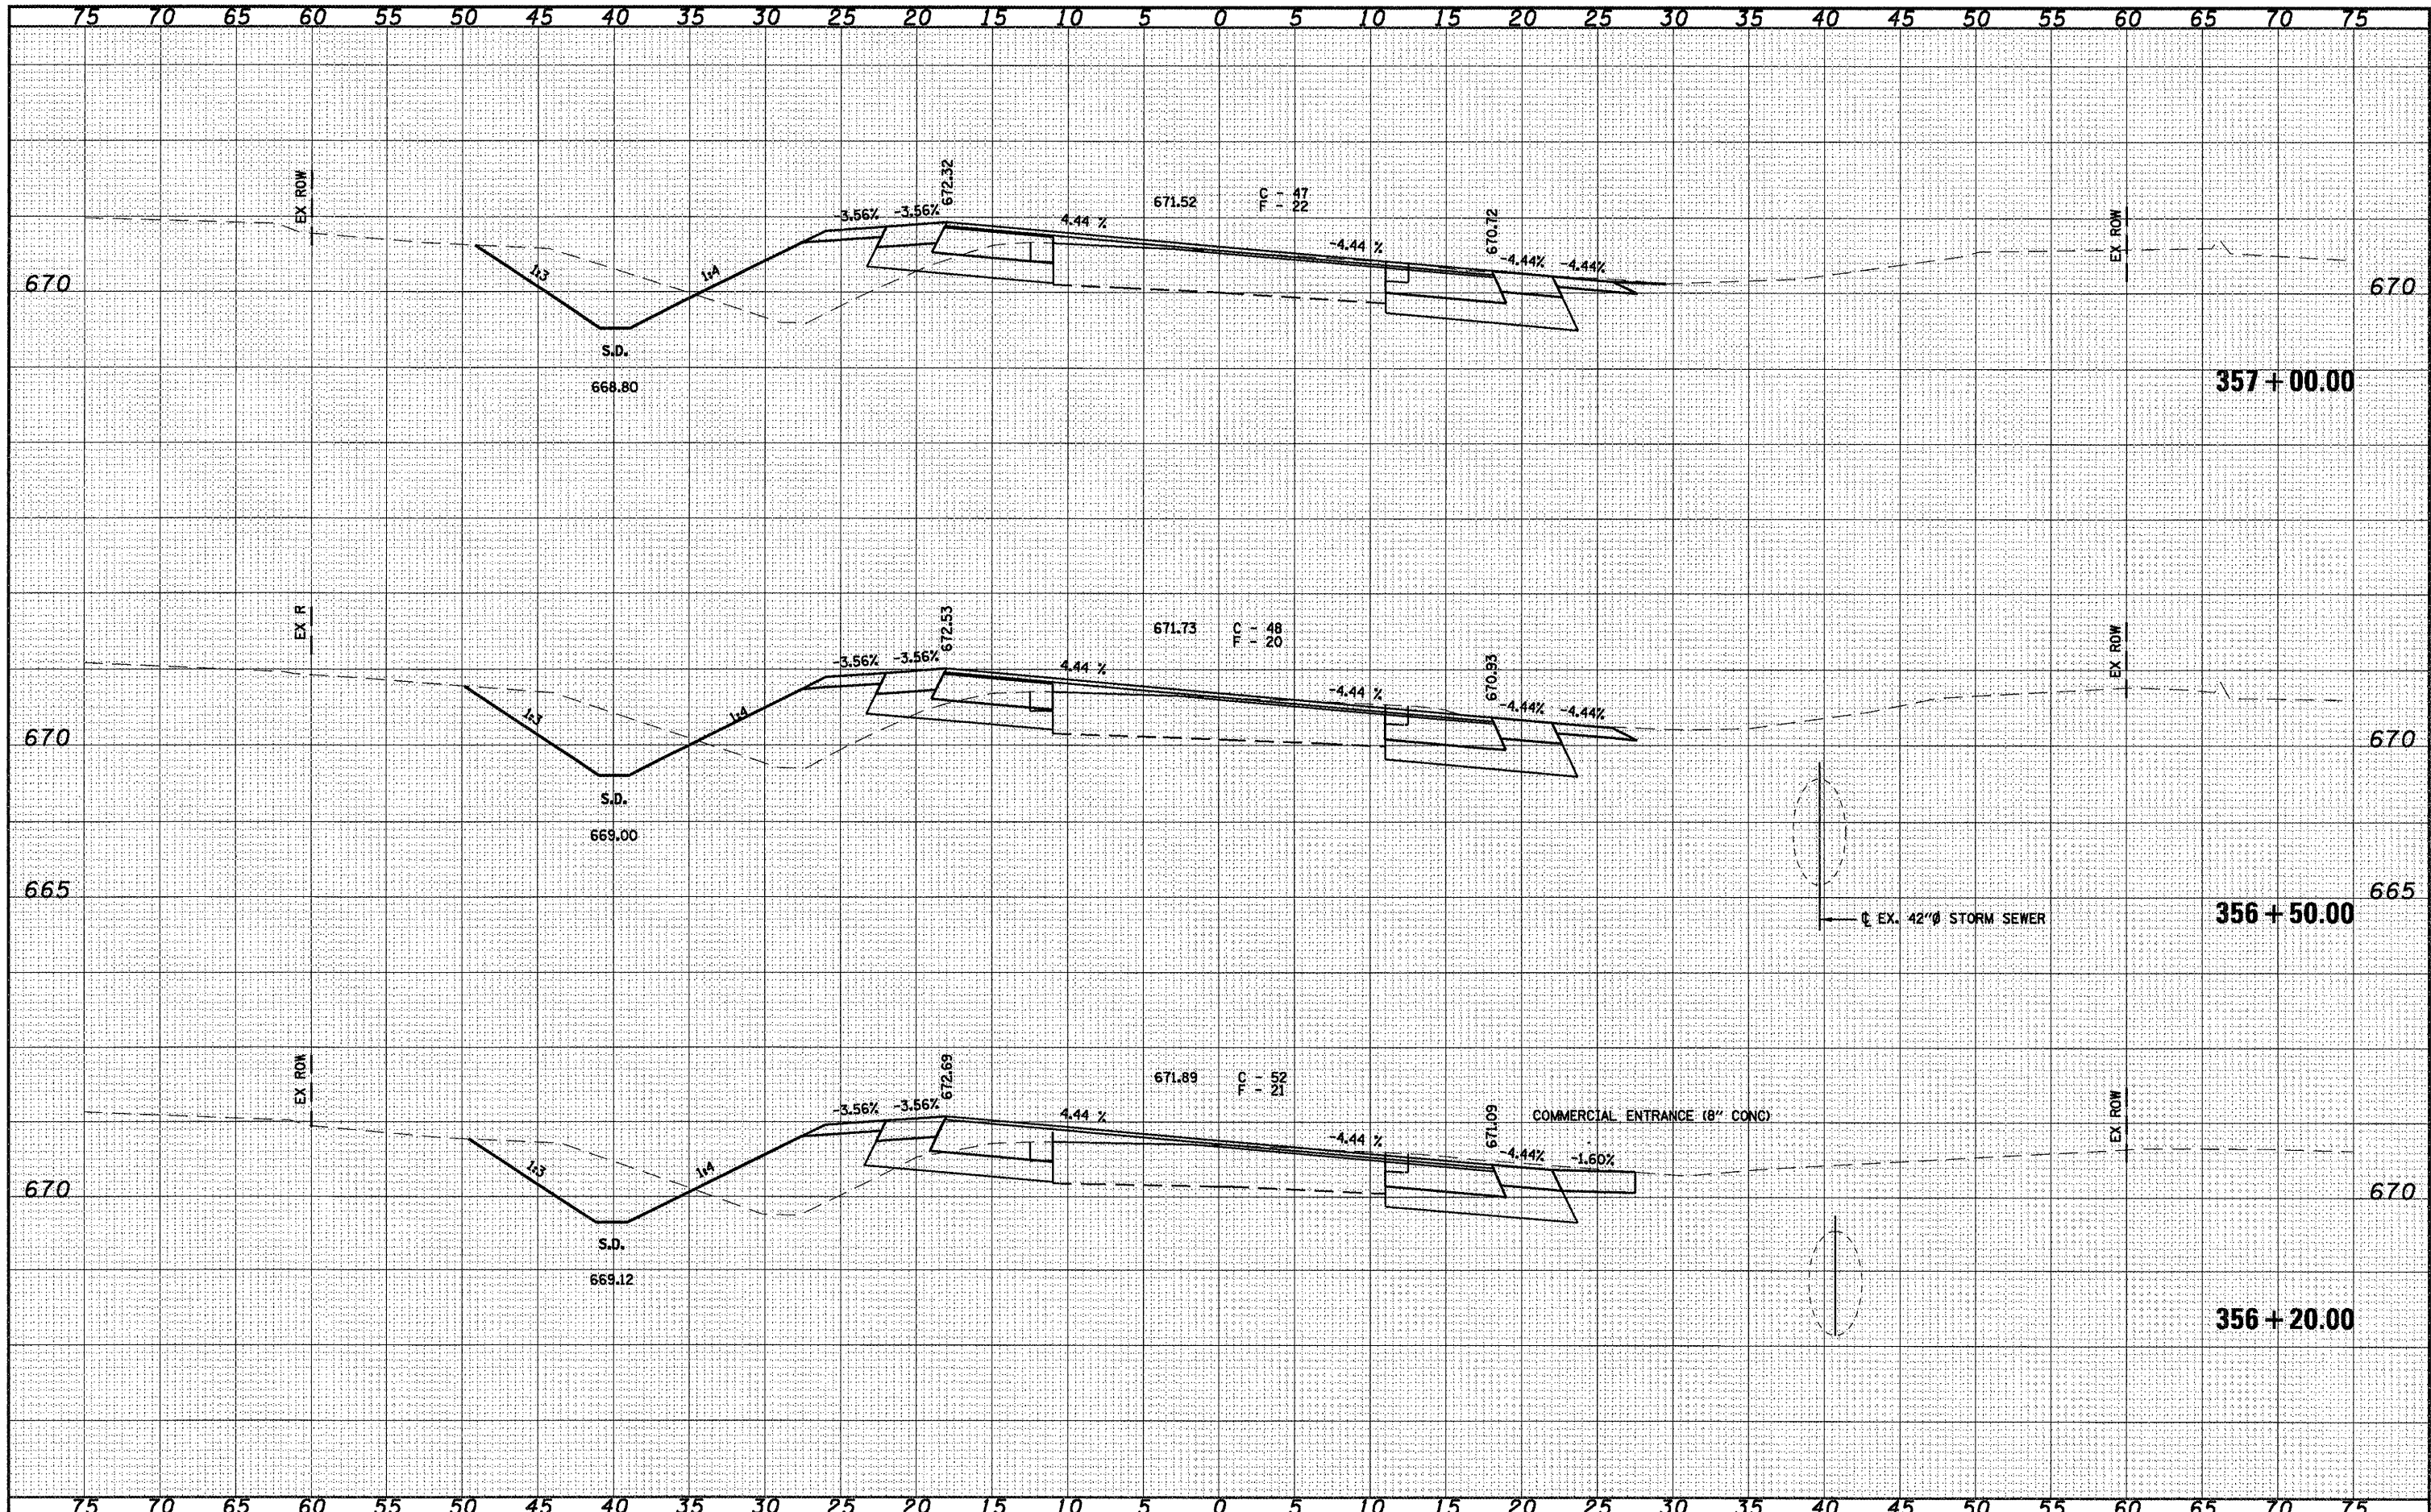 75 70 65 60 55 50 45 40 35 30 25 20 15 10 5 0 5 10 15 20 25 30 35 40 45 50 55 60 65 70 75
EX ROW
-3.56% -3.56%
672.32
4.44 %
671.52
C - 47
F - 22
-4.44 %
670.72
-4.44% -4.44%
EX ROW
1:3
1:4
670
670
S.D.
668.80
357 + 00.00
EX R
-3.56% -3.56%
672.53
4.44 %
671.73
C - 48
F - 20
-4.44 %
670.93
-4.44% -4.44%
EX ROW
1:3
1:4
670
670
S.D.
669.00
665
665
℄ EX. 42"Ø STORM SEWER
356 + 50.00
EX ROW
-3.56% -3.56%
672.69
4.44 %
671.89
C - 52
F - 21
-4.44 %
671.09
COMMERCIAL ENTRANCE (8" CONC)
-4.44% -1.60%
EX ROW
1:3
1:4
670
670
S.D.
669.12
356 + 20.00
75 70 65 60 55 50 45 40 35 30 25 20 15 10 5 0 5 10 15 20 25 30 35 40 45 50 55 60 65 70 75